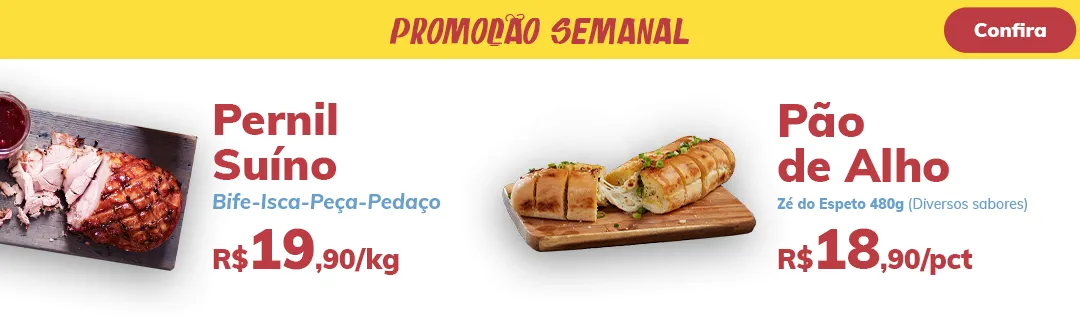 PROMOÇÃO SEMANAL
Confira
Pernil
Suíno
Bife-Isca-Peça-Pedaço
R$19,90/kg
Pão
de Alho
Zé do Espeto 480g (Diversos sabores)
R$18,90/pct